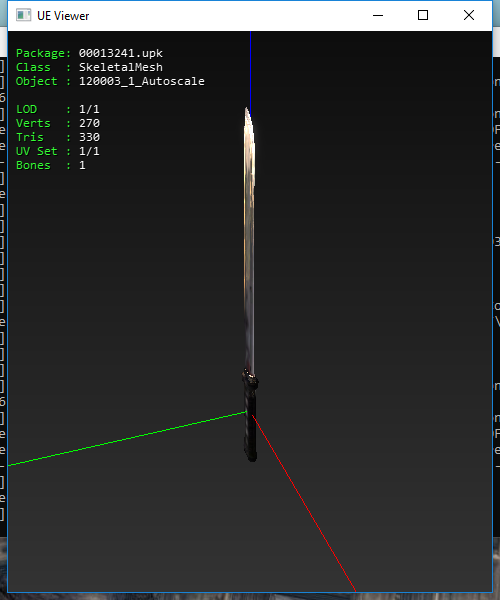 UE Viewer
Package: 00013241.upk
Class  : SkeletalMesh
Object : 120003_1_Autoscale
LOD    : 1/1
Verts  : 270
Tris   : 330
UV Set : 1/1
Bones  : 1